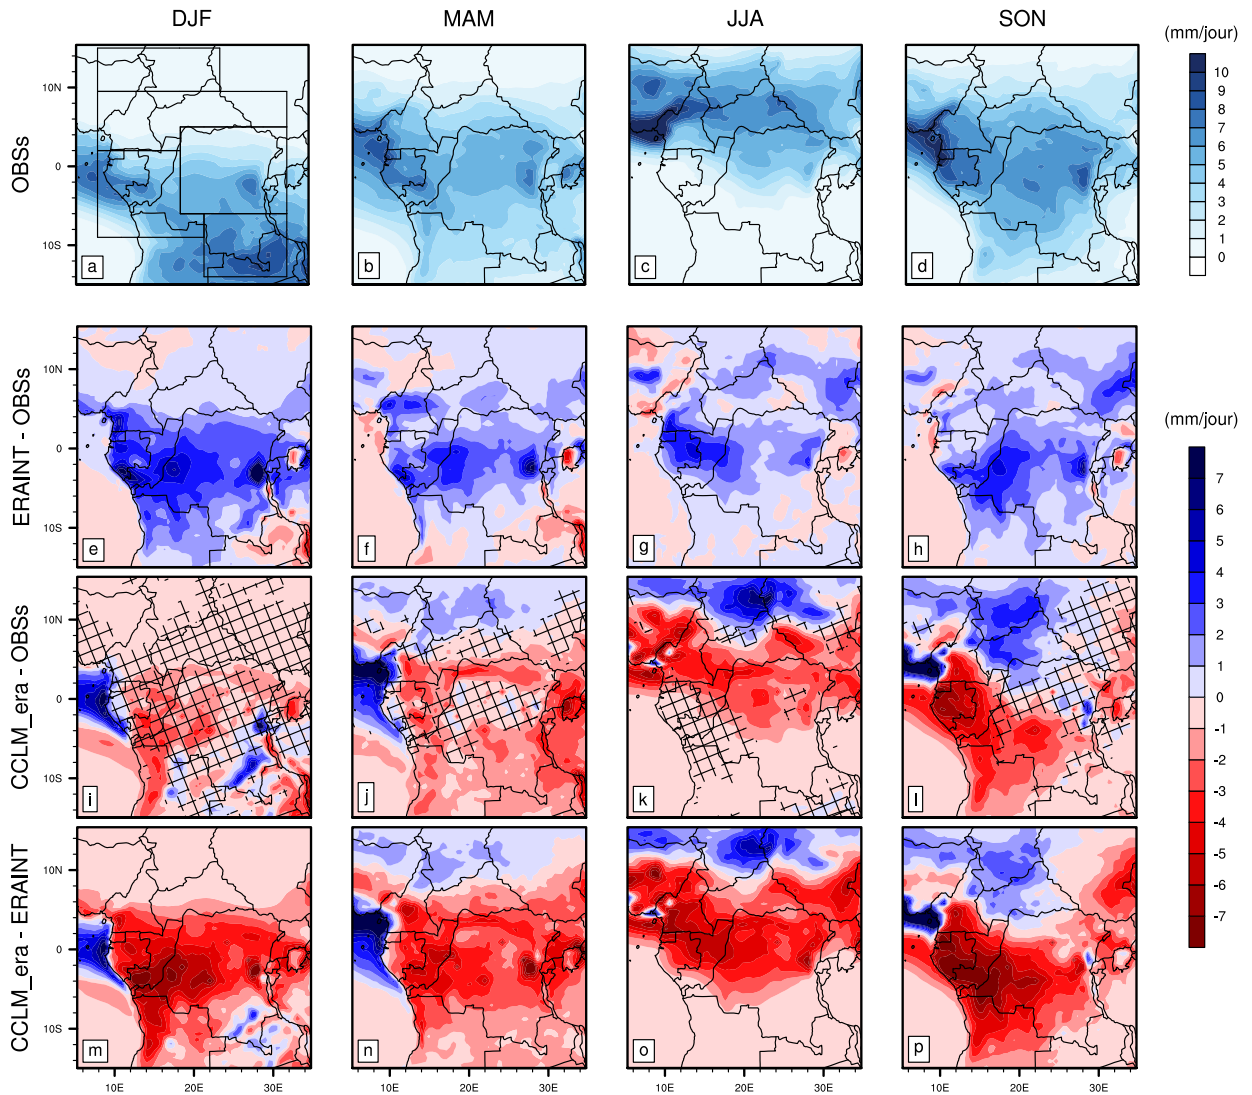 DJF MAM JJA SON
(mm/jour)
OBSs
10N
0
10S
a b c d
10
9
8
7
6
5
4
3
2
1
0
ERAINT - OBSs
10N
0
10S
e f g h
(mm/jour)
7
6
5
4
3
2
1
0
-1
-2
-3
-4
-5
-6
-7
CCLM_era - OBSs
10N
0
10S
i j k l
CCLM_era - ERAINT
10N
0
10S
m n o p
10E 20E 30E 10E 20E 30E 10E 20E 30E 10E 20E 30E